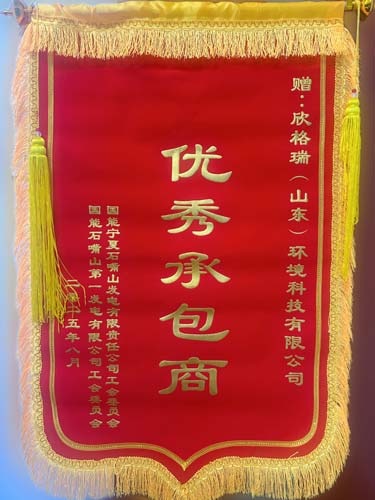 赠：欣格瑞（山东）环境科技有限公司
优秀承包商
国能宁夏石嘴山发电有限责任公司工会委员会
国能石嘴山第一发电有限公司工会委员会
二〇二五年八月